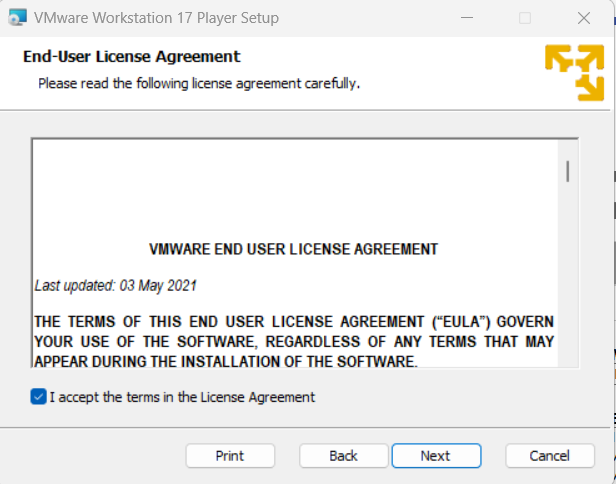 VMware Workstation 17 Player Setup
End-User License Agreement
Please read the following license agreement carefully.
VMWARE END USER LICENSE AGREEMENT
Last updated: 03 May 2021
THE TERMS OF THIS END USER LICENSE AGREEMENT (“EULA”) GOVERN
YOUR USE OF THE SOFTWARE, REGARDLESS OF ANY TERMS THAT MAY
APPEAR DURING THE INSTALLATION OF THE SOFTWARE.
I accept the terms in the License Agreement
Print Back Next Cancel